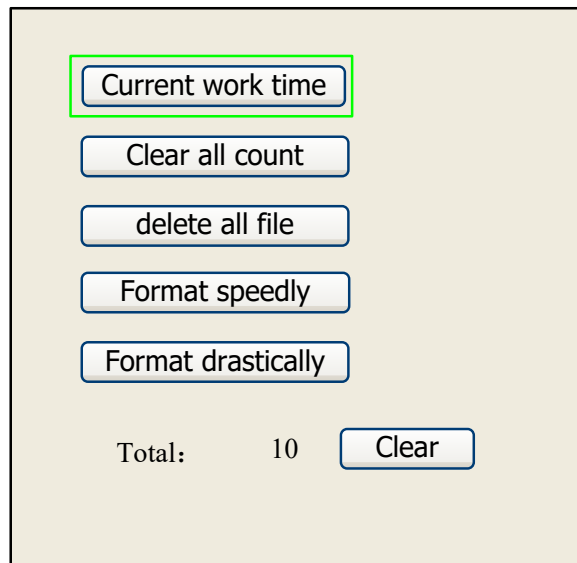 Current work time
Clear all count
delete all file
Format speedly
Format drastically
Total： 10 Clear